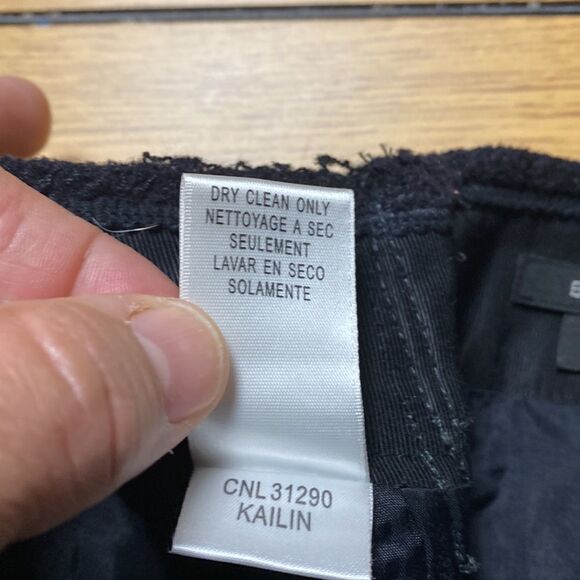 DRY CLEAN ONLY
NETTOYAGE A SEC
SEULEMENT
LAVAR EN SECO
SOLAMENTE
CNL 31290
KAILIN